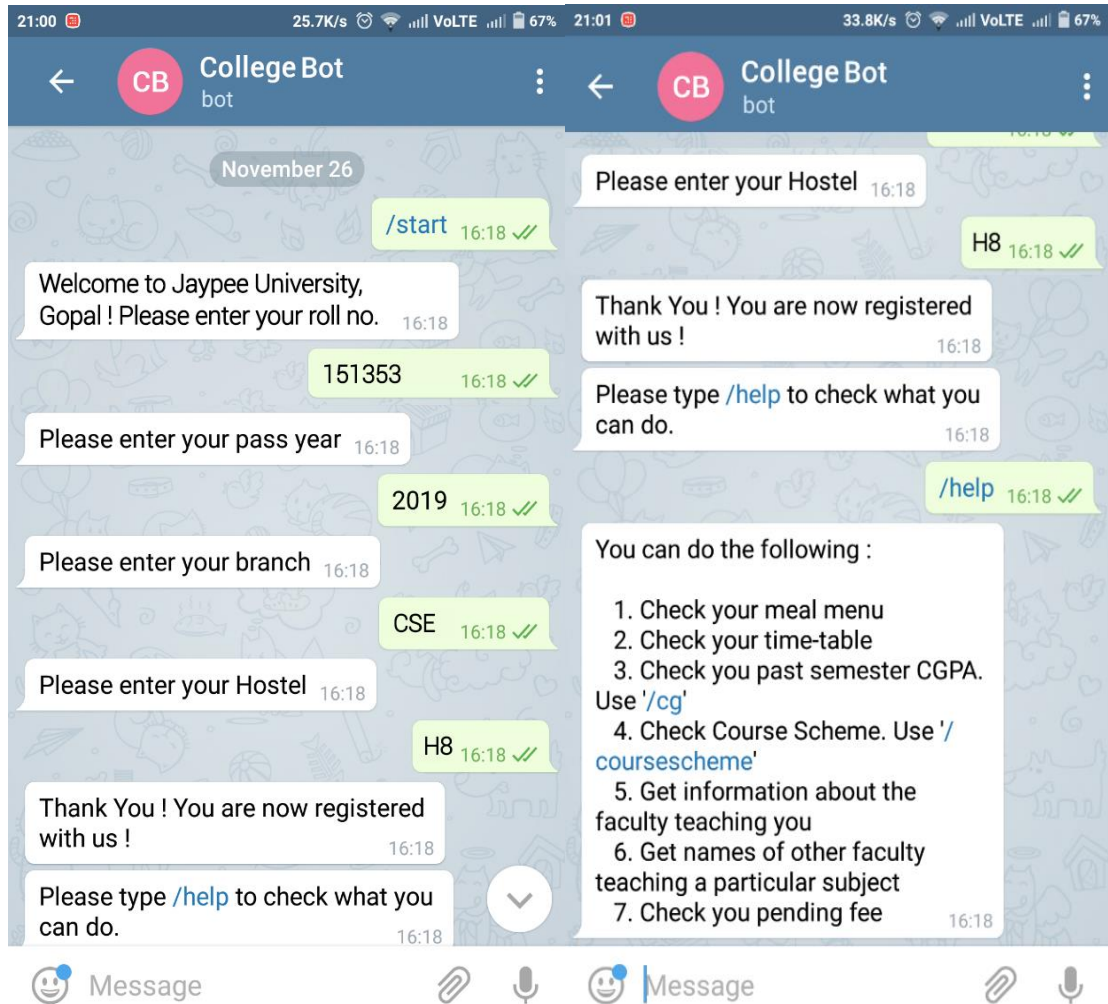 21:00 25.7K/s VoLTE 67%
CB College Bot
bot
November 26
/start 16:18
Welcome to Jaypee University,
Gopal ! Please enter your roll no. 16:18
151353 16:18
Please enter your pass year 16:18
2019 16:18
Please enter your branch 16:18
CSE 16:18
Please enter your Hostel 16:18
H8 16:18
Thank You ! You are now registered
with us ! 16:18
Please type /help to check what you
can do. 16:18
Message
21:01 33.8K/s VoLTE 67%
CB College Bot
bot
Please enter your Hostel 16:18
H8 16:18
Thank You ! You are now registered
with us ! 16:18
Please type /help to check what you
can do. 16:18
/help 16:18
You can do the following :
1. Check your meal menu
2. Check your time-table
3. Check you past semester CGPA.
Use '/cg'
4. Check Course Scheme. Use '/
coursescheme'
5. Get information about the
faculty teaching you
6. Get names of other faculty
teaching a particular subject
7. Check you pending fee 16:18
Message